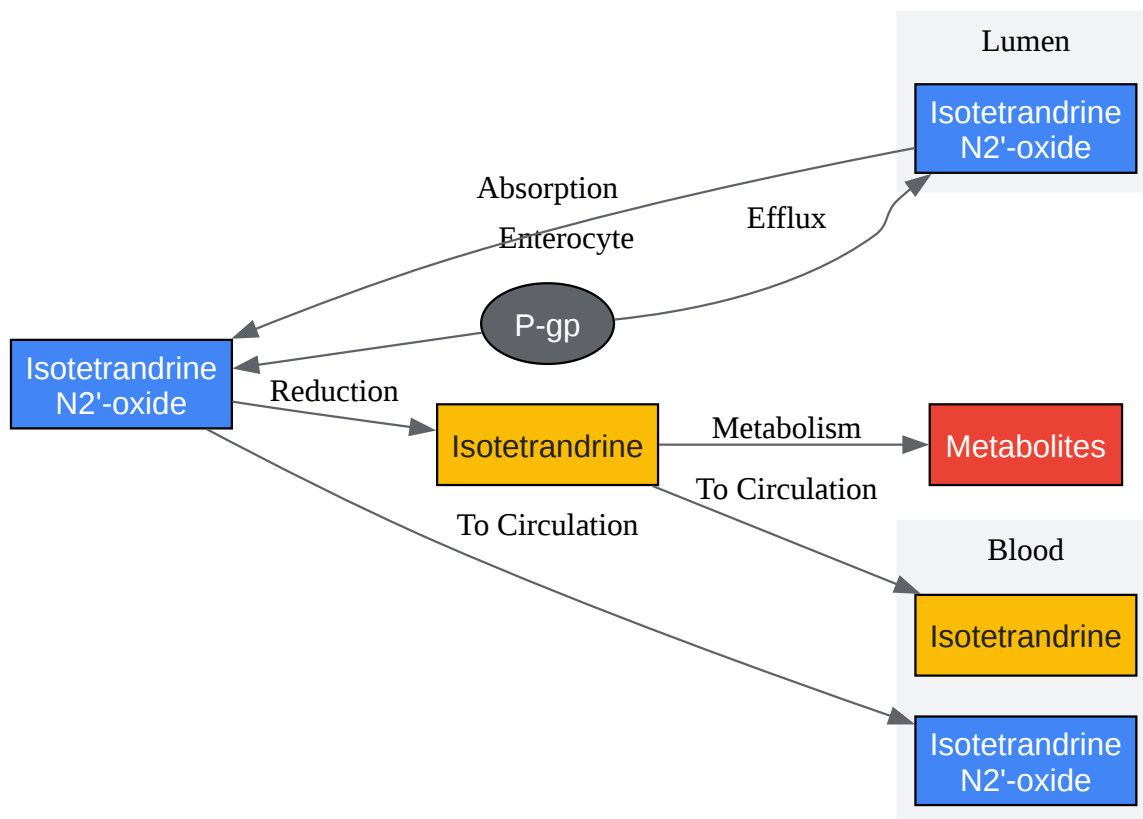 Lumen
Isotetrandrine
N2'-oxide
Absorption
Efflux
Enterocyte
P-gp
Isotetrandrine
N2'-oxide
Reduction
Isotetrandrine
Metabolism
Metabolites
To Circulation
To Circulation
Blood
Isotetrandrine
Isotetrandrine
N2'-oxide